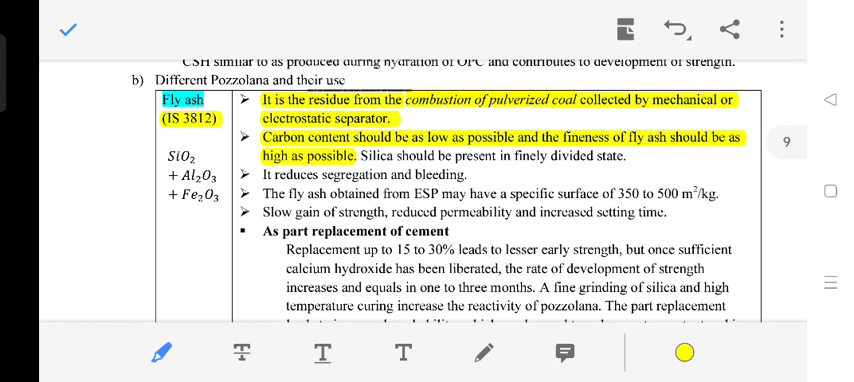 CSH similar to as produced during hydration of OPC and contributes to development of strength.
b) Different Pozzolana and their use
Fly ash
(IS 3812)
SiO₂
+ Al₂O₃
+ Fe₂O₃
➢ It is the residue from the combustion of pulverized coal collected by mechanical or
electrostatic separator.
➢ Carbon content should be as low as possible and the fineness of fly ash should be as
high as possible. Silica should be present in finely divided state.
➢ It reduces segregation and bleeding.
➢ The fly ash obtained from ESP may have a specific surface of 350 to 500 m²/kg.
➢ Slow gain of strength, reduced permeability and increased setting time.
▪ As part replacement of cement
Replacement up to 15 to 30% leads to lesser early strength, but once sufficient
calcium hydroxide has been liberated, the rate of development of strength
increases and equals in one to three months. A fine grinding of silica and high
temperature curing increase the reactivity of pozzolana. The part replacement
9
T
T
T